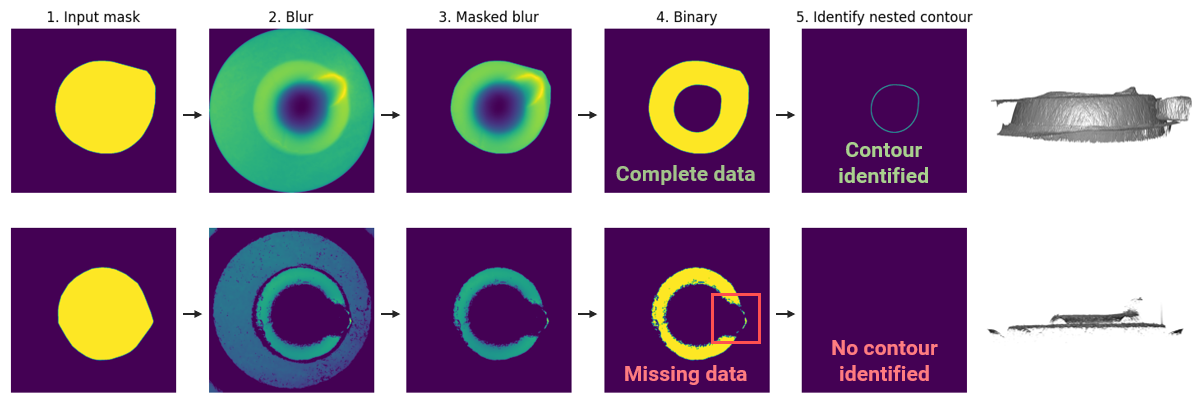 1. Input mask
2. Blur
3. Masked blur
4. Binary
5. Identify nested contour
Complete data
Contour
identified
Missing data
No contour
identified